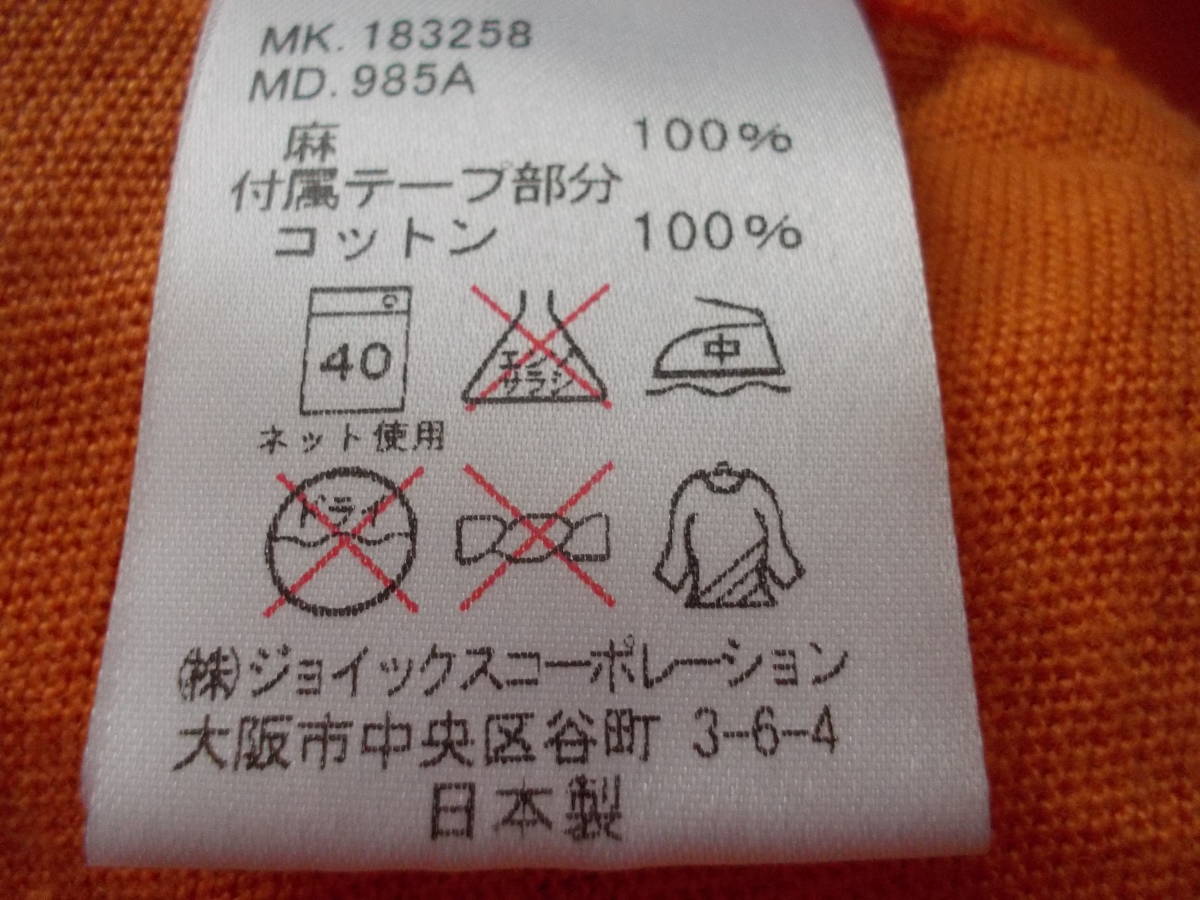 MK. 183258
MD. 985A
麻 100%
付属テープ部分
コットン 100%
40
エンソ
サラシ
中
ネット使用
ドライ
㈱ジョイックスコーポレーション
大阪市中央区谷町 3-6-4
日本製